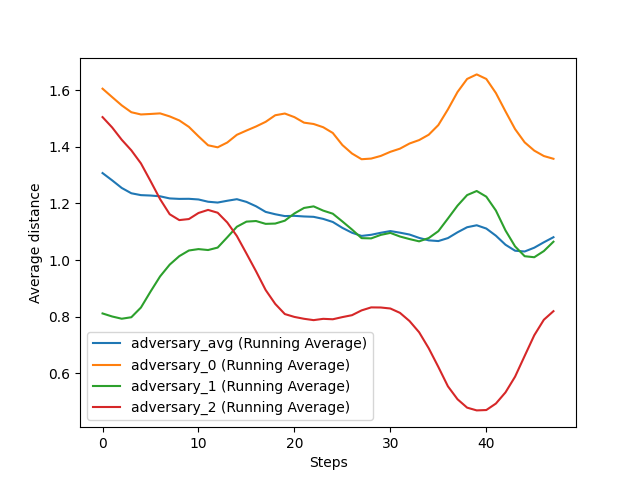 1.6
1.4
1.2
1.0
0.8
0.6
Average distance
adversary_avg (Running Average)
adversary_0 (Running Average)
adversary_1 (Running Average)
adversary_2 (Running Average)
0 10 20 30 40
Steps